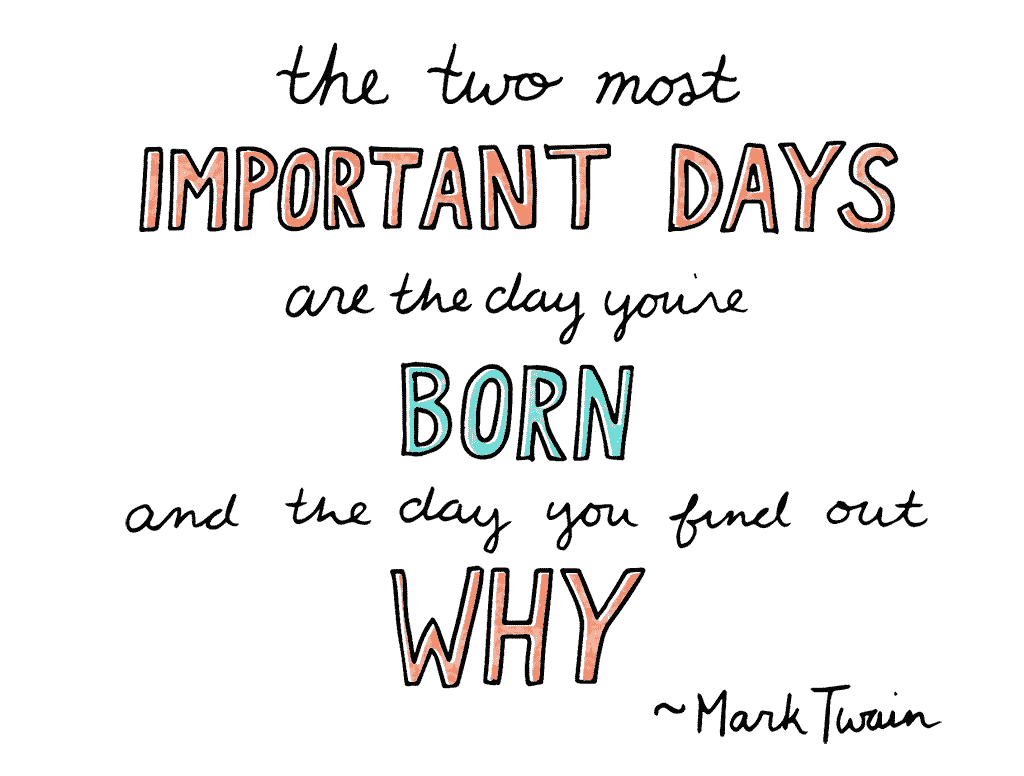 the two most
IMPORTANT DAYS
are the day you're
BORN
and the day you find out
WHY
~Mark Twain